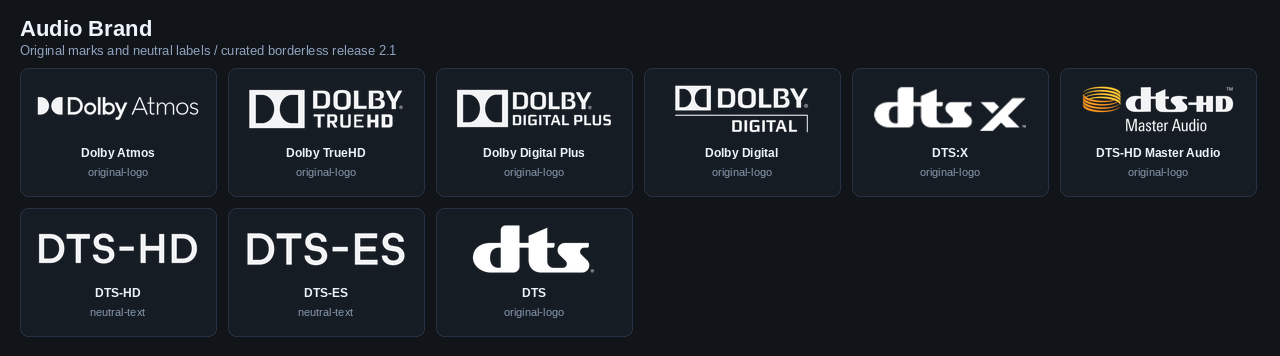 Audio Brand
Original marks and neutral labels / curated borderless release 2.1
Dolby Atmos
Dolby Atmos
original-logo
DOLBY®
TRUEHD
Dolby TrueHD
original-logo
DOLBY®
DIGITAL PLUS
Dolby Digital Plus
original-logo
DOLBY®
DIGITAL
Dolby Digital
original-logo
dts X™
DTS:X
original-logo
dts-HD™
Master Audio
DTS-HD Master Audio
original-logo
DTS-HD
DTS-HD
neutral-text
DTS-ES
DTS-ES
neutral-text
dts®
DTS
original-logo